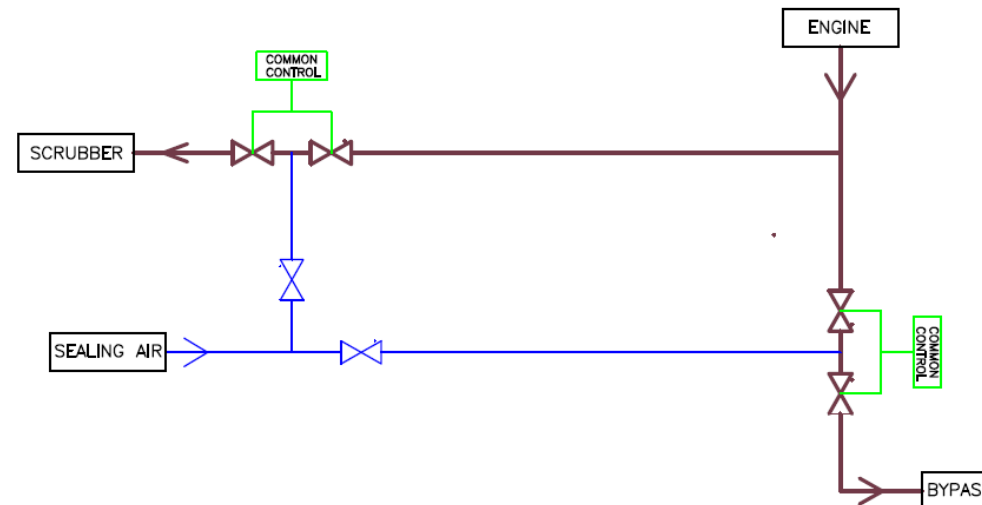 ENGINE
COMMON
CONTROL
SCRUBBER
SEALING AIR
COMMON
CONTROL
BYPAS